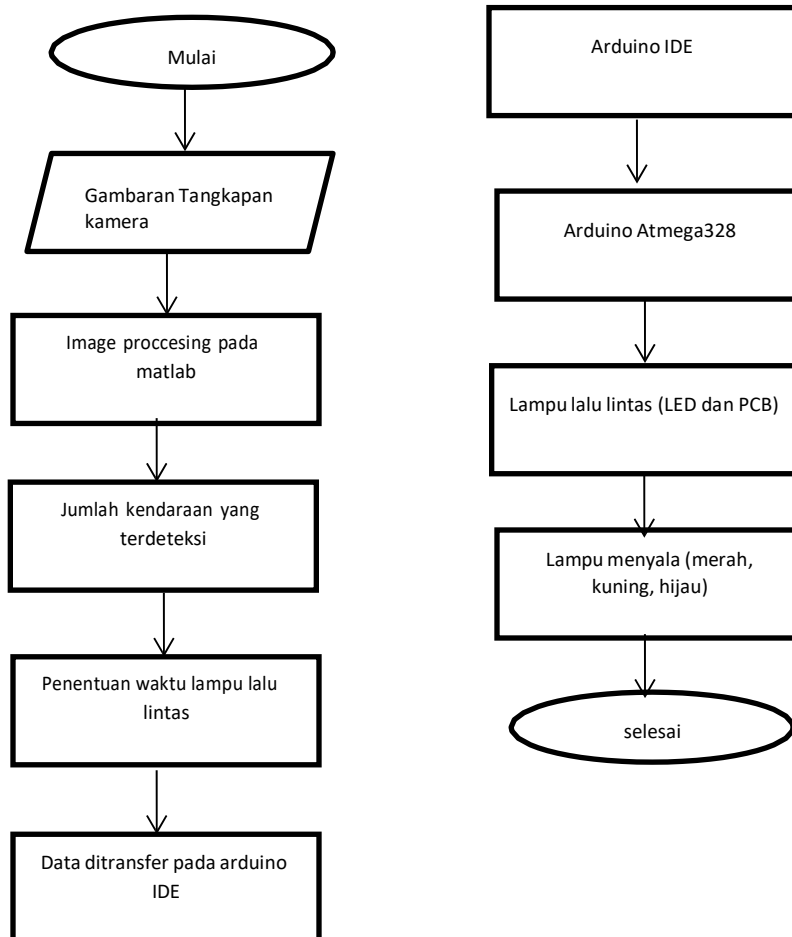 Mulai
Gambaran Tangkapan
kamera
Image proccesing pada
matlab
Jumlah kendaraan yang
terdeteksi
Penentuan waktu lampu lalu
lintas
Data ditransfer pada arduino
IDE
Arduino IDE
Arduino Atmega328
Lampu lalu lintas (LED dan PCB)
Lampu menyala (merah,
kuning, hijau)
selesai